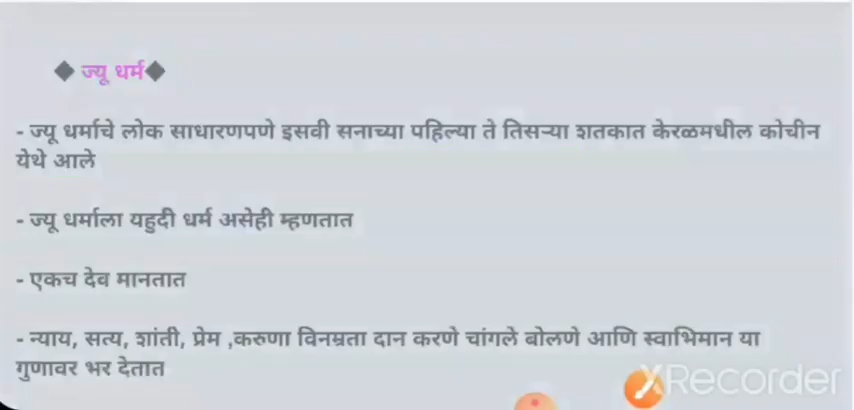 ◆ ज्यू धर्म◆
- ज्यू धर्माचे लोक साधारणपणे इसवी सनाच्या पहिल्या ते तिसऱ्या शतकात केरळमधील कोचीन
येथे आले
- ज्यू धर्माला यहुदी धर्म असेही म्हणतात
- एकच देव मानतात
- न्याय, सत्य, शांती, प्रेम ,करुणा विनम्रता दान करणे चांगले बोलणे आणि स्वाभिमान या
गुणावर भर देतात
XRecorder